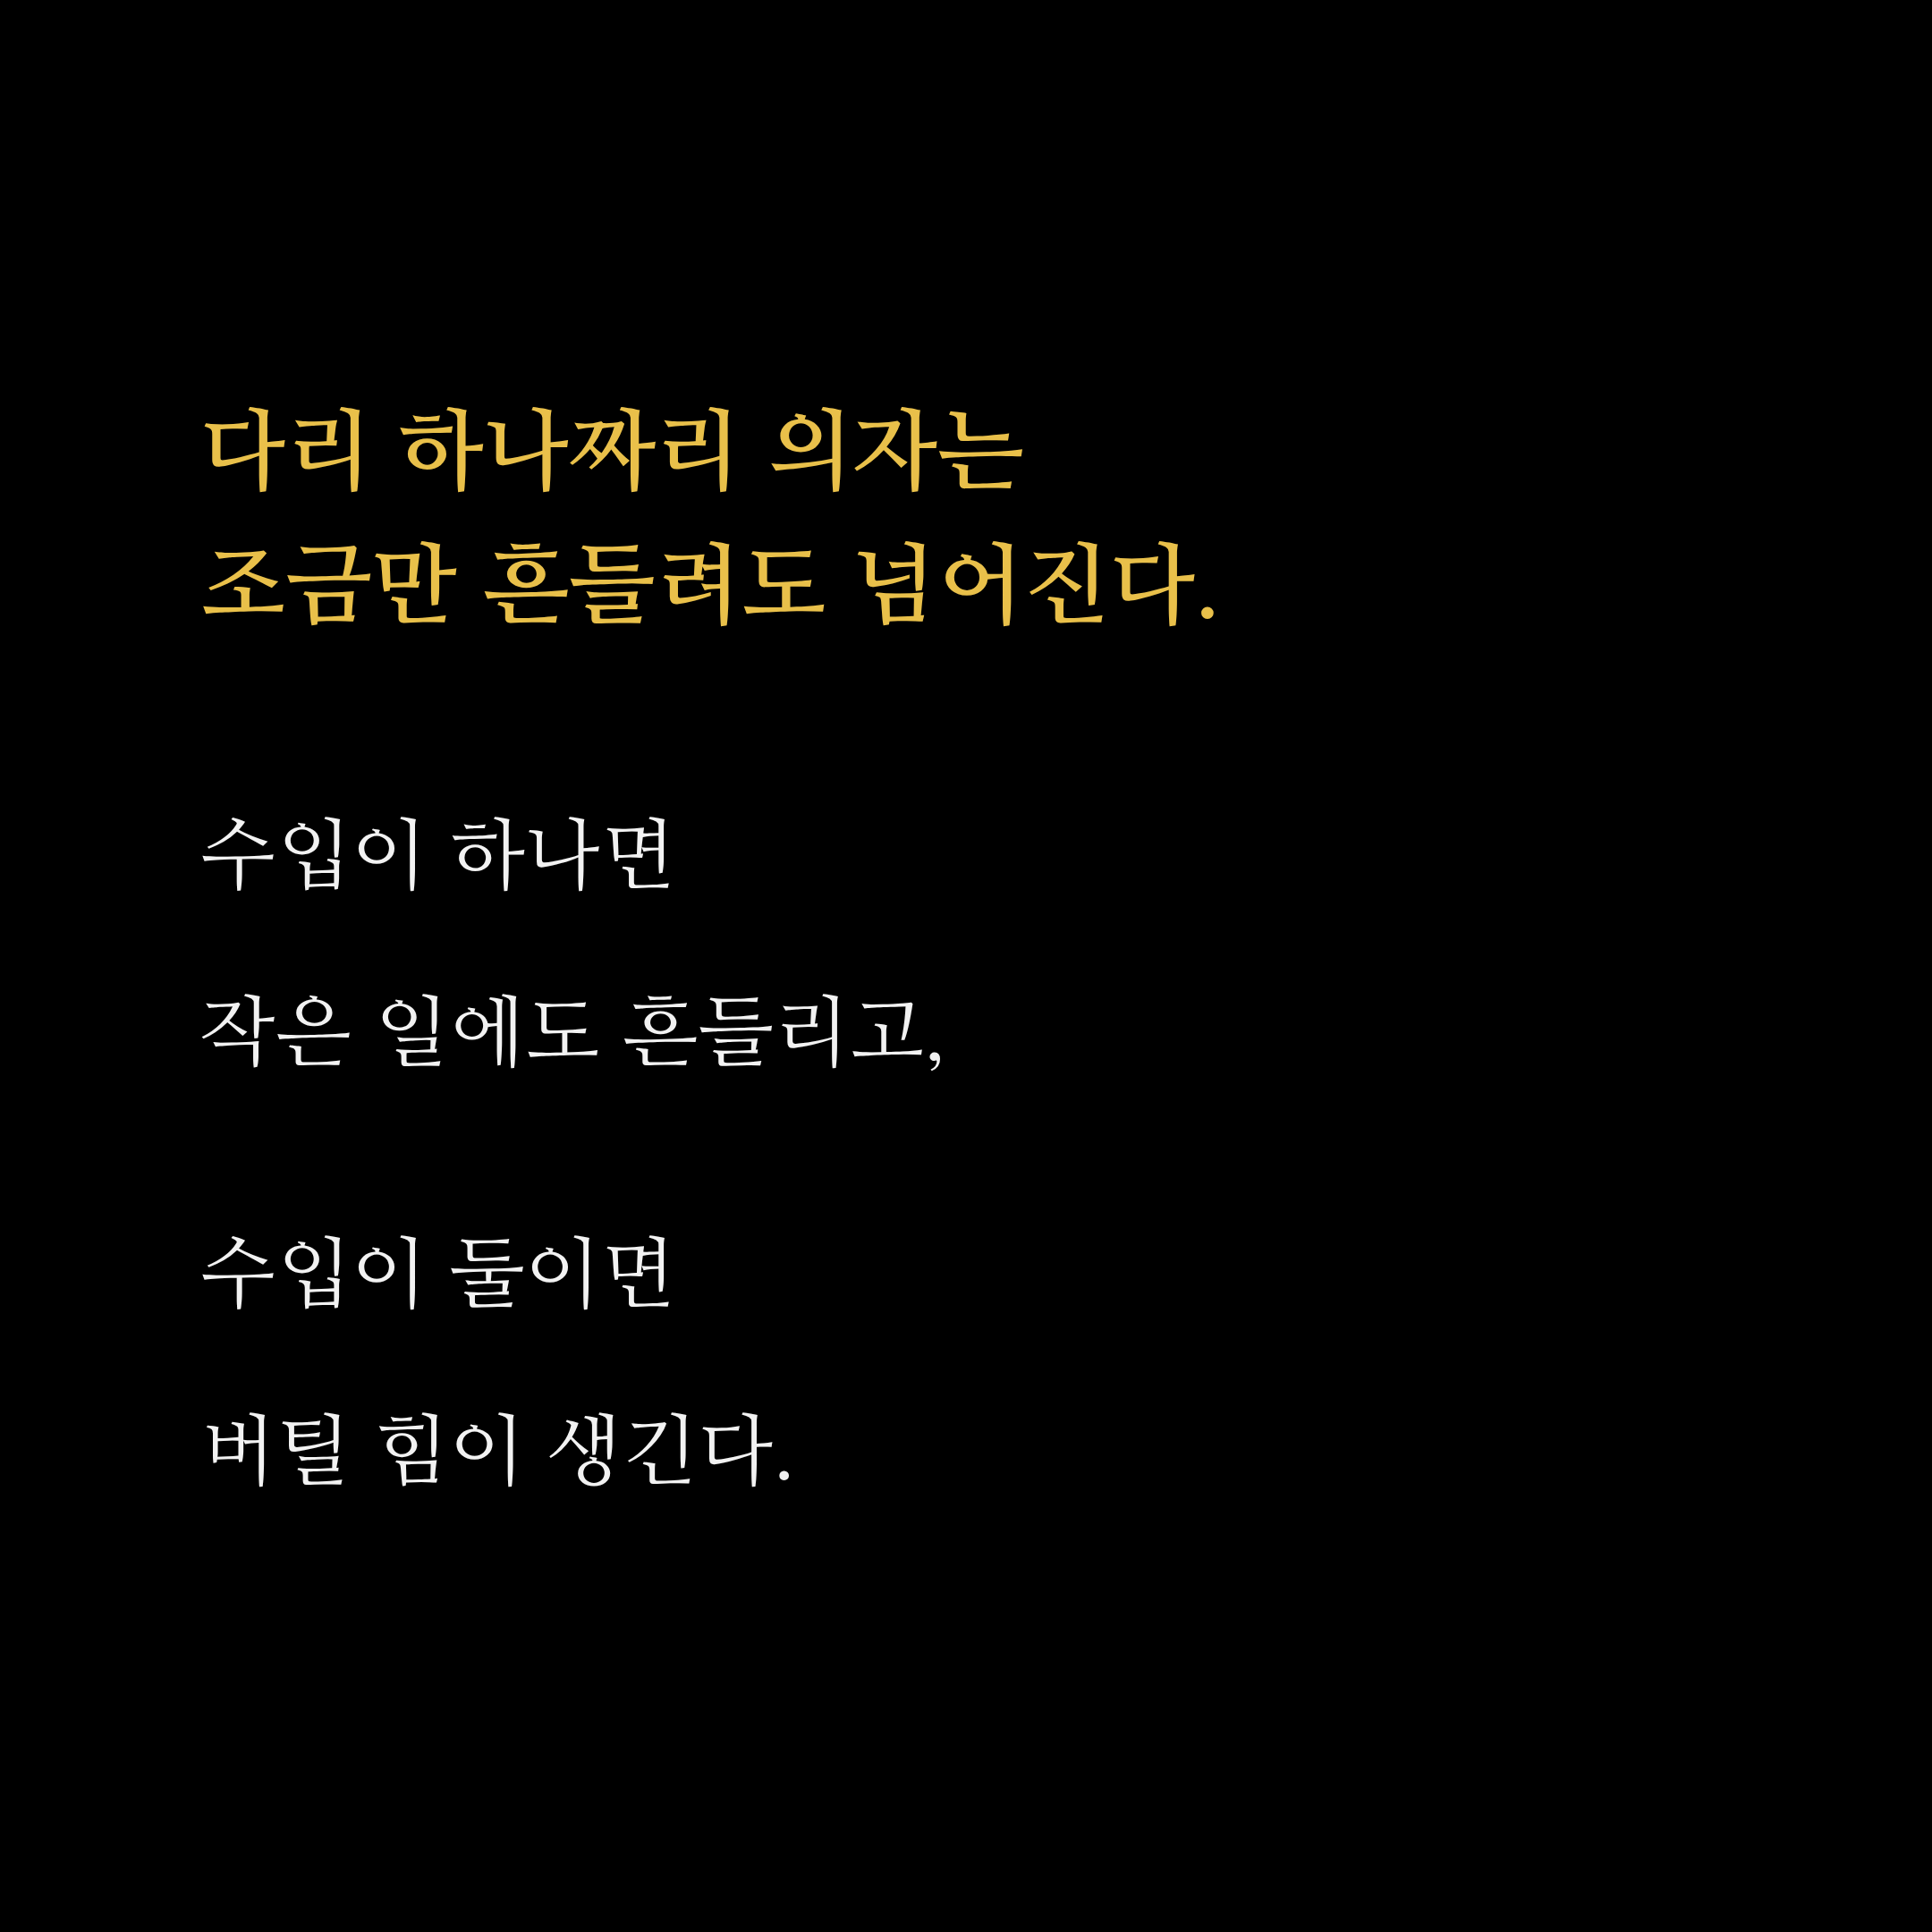 다리 하나짜리 의자는
조금만 흔들려도 넘어진다.
수입이 하나면
작은 일에도 흔들리고,
수입이 둘이면
버틸 힘이 생긴다.